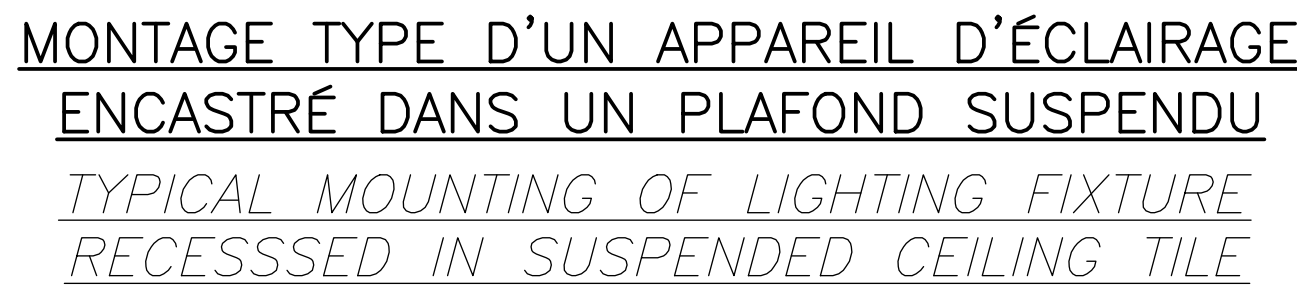 MONTAGE TYPE D'UN APPAREIL D'ÉCLAIRAGE
ENCASTRÉ DANS UN PLAFOND SUSPENDU
TYPICAL MOUNTING OF LIGHTING FIXTURE
RECESSSED IN SUSPENDED CEILING TILE